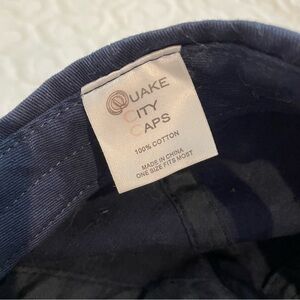 QUAKE
CITY
CAPS
100% COTTON
MADE IN CHINA
ONE SIZE FITS MOST